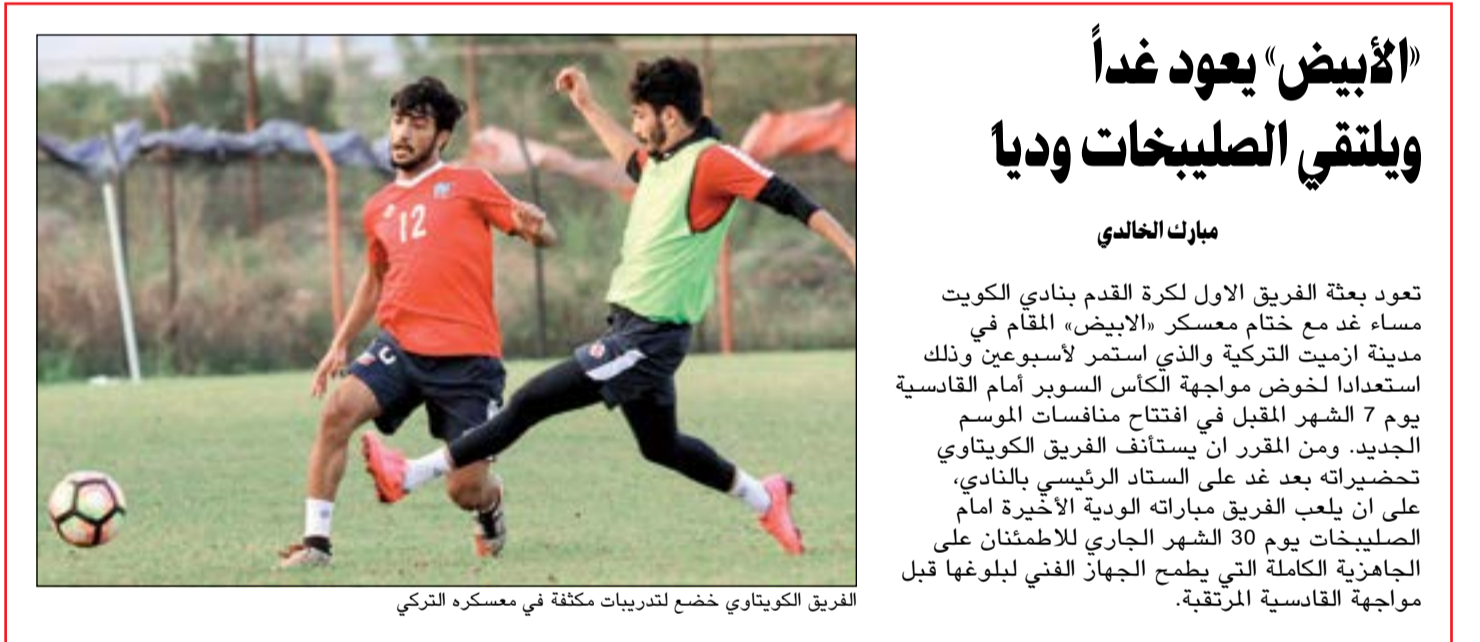 «الأبيض» يعود غداً
ويلتقي الصليبخات ودياً
مبارك الخالدي
تعود بعثة الفريق الاول لكرة القدم بنادي الكويت
مساء غد مع ختام معسكر «الابيض» المقام في
مدينة ازميت التركية والذي استمر لأسبوعين وذلك
استعدادا لخوض مواجهة الكأس السوبر أمام القادسية
يوم 7 الشهر المقبل في افتتاح منافسات الموسم
الجديد. ومن المقرر ان يستأنف الفريق الكويتاوي
تحضيراته بعد غد على الستاد الرئيسي بالنادي،
على ان يلعب الفريق مباراته الودية الأخيرة امام
الصليبخات يوم 30 الشهر الجاري للاطمئنان على
الجاهزية الكاملة التي يطمح الجهاز الفني لبلوغها قبل
مواجهة القادسية المرتقبة.
12
الفريق الكويتاوي خضع لتدريبات مكثفة في معسكره التركي